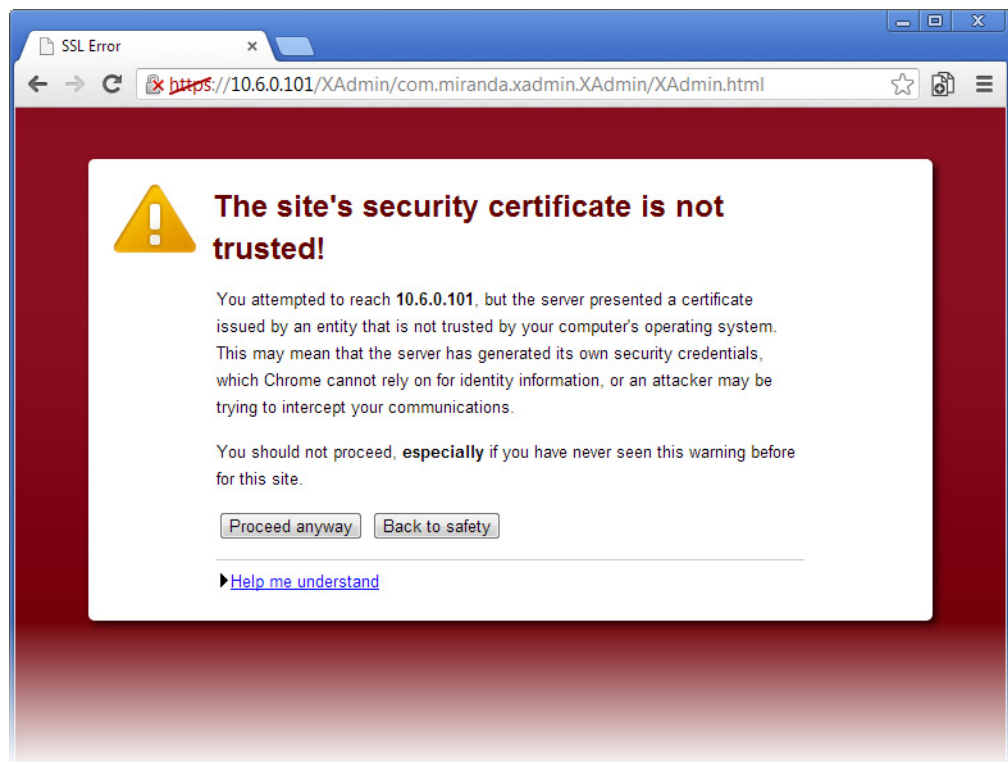 SSL Error
https://10.6.0.101/XAdmin/com.miranda.xadmin.XAdmin/XAdmin.html
The site's security certificate is not
trusted!
You attempted to reach 10.6.0.101, but the server presented a certificate
issued by an entity that is not trusted by your computer's operating system.
This may mean that the server has generated its own security credentials,
which Chrome cannot rely on for identity information, or an attacker may be
trying to intercept your communications.
You should not proceed, especially if you have never seen this warning before
for this site.
Proceed anyway Back to safety
Help me understand